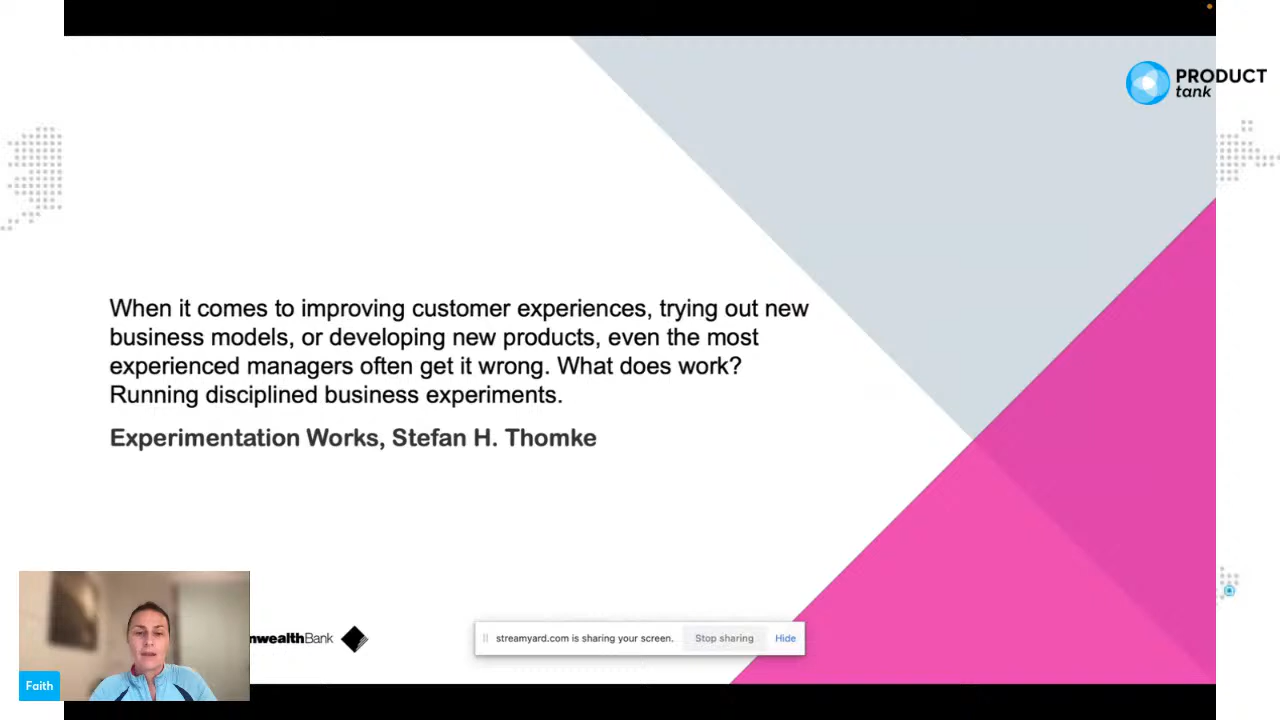 PRODUCT
tank
When it comes to improving customer experiences, trying out new
business models, or developing new products, even the most
experienced managers often get it wrong. What does work?
Running disciplined business experiments.
Experimentation Works, Stefan H. Thomke
nwealthBank
streamyard.com is sharing your screen.
Stop sharing
Hide
Faith